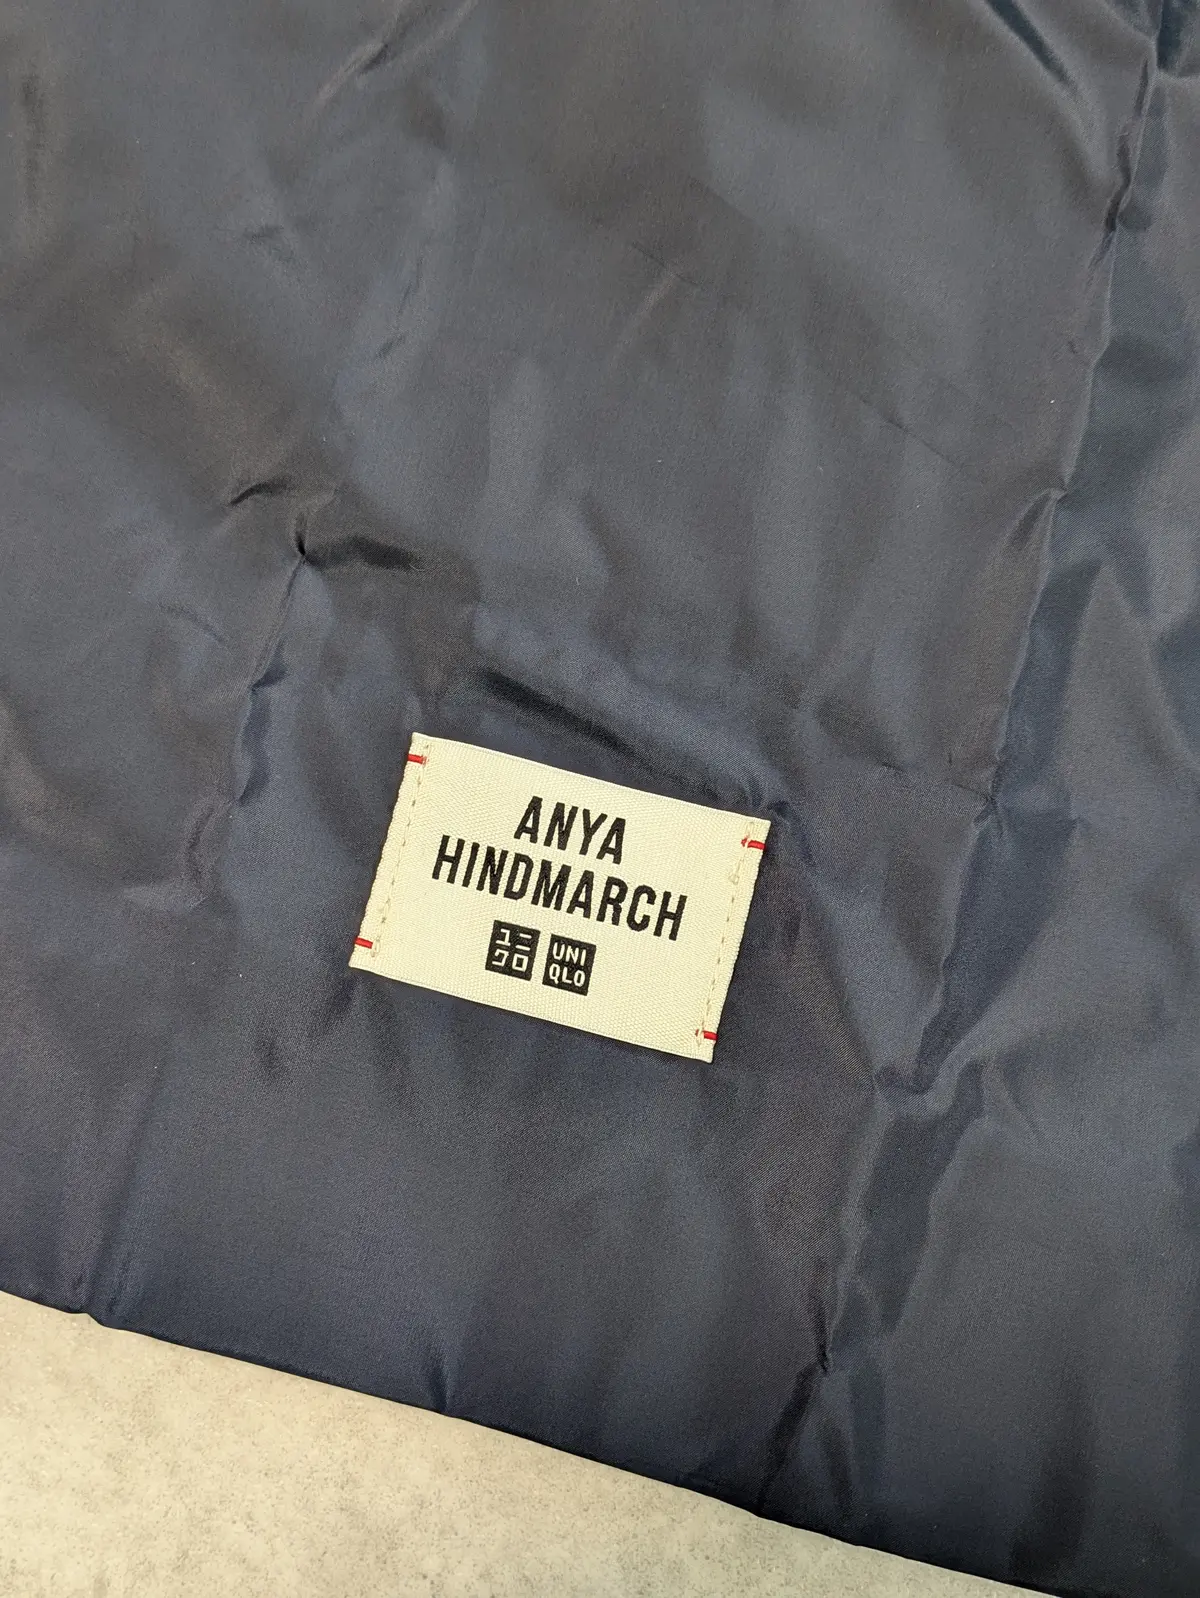 ANYA
HINDMARCH
ユニ UNI
クロ QLO